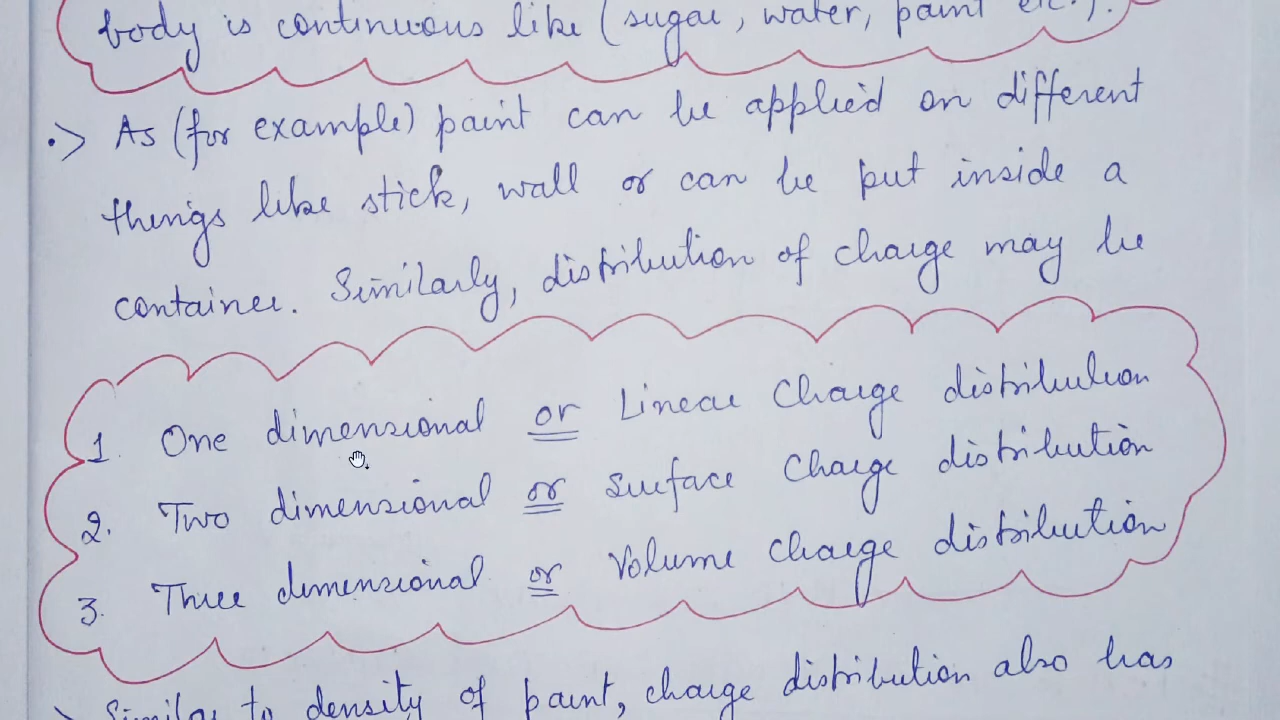 body is continuous like (sugar, water, paint etc.).
•> As (for example) paint can be applied on different
things like stick, wall or can be put inside a
container. Similarly, distribution of charge may be
1. One dimensional or Linear Charge distribution
2. Two dimensional or Surface Charge distribution
3. Three dimensional or Volume Charge distribution
> Similar to density of paint, charge distribution also has